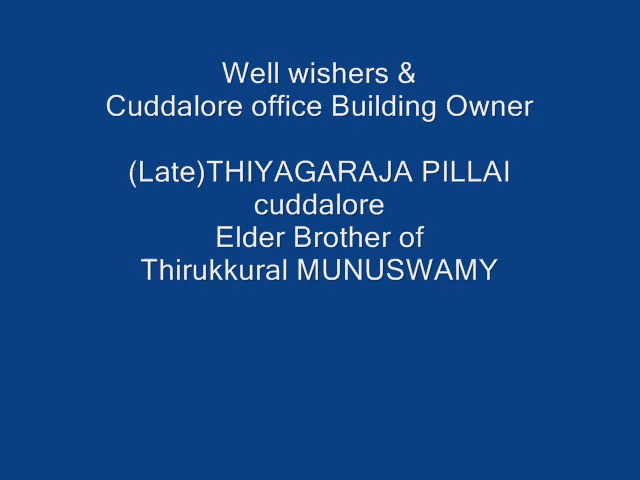 Well wishers &
Cuddalore office Building Owner
(Late)THIYAGARAJA PILLAI
cuddalore
Elder Brother of
Thirukkural MUNUSWAMY